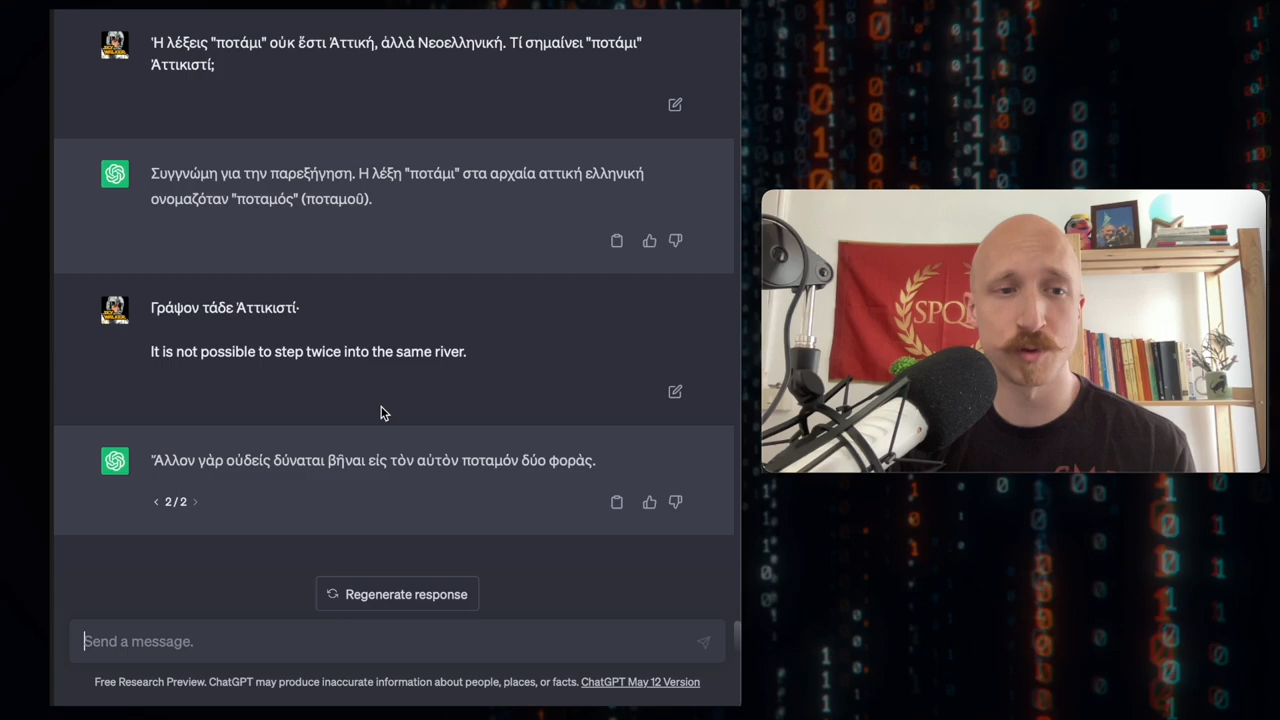 Ἡ λέξεις "ποτάμι" οὐκ ἔστι Ἀττική, ἀλλὰ Νεοελληνική. Τί σημαίνει "ποτάμι"
Ἀττικιστί;
Συγγνώμη για την παρεξήγηση. Η λέξη "ποτάμι" στα αρχαία αττική ελληνική
ονομαζόταν "ποταμός" (ποταμοῦ).
Γράψον τάδε Ἀττικιστί·
It is not possible to step twice into the same river.
Ἄλλον γὰρ οὐδείς δύναται βῆναι εἰς τὸν αὐτὸν ποταμόν δύο φοράς.
< 2/2 >
Regenerate response
Send a message.
Free Research Preview. ChatGPT may produce inaccurate information about people, places, or facts. ChatGPT May 12 Version
SPQR